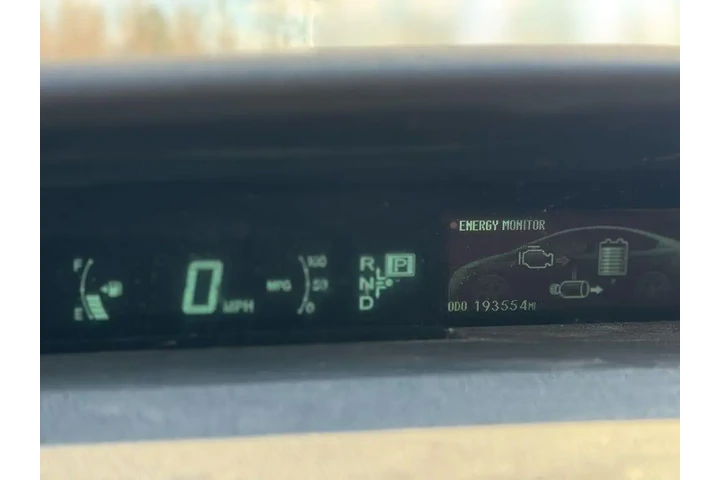 F
E
0 MPH
MPG
100
50
0
R
N
D
P
ENERGY MONITOR
ODO 193554MI